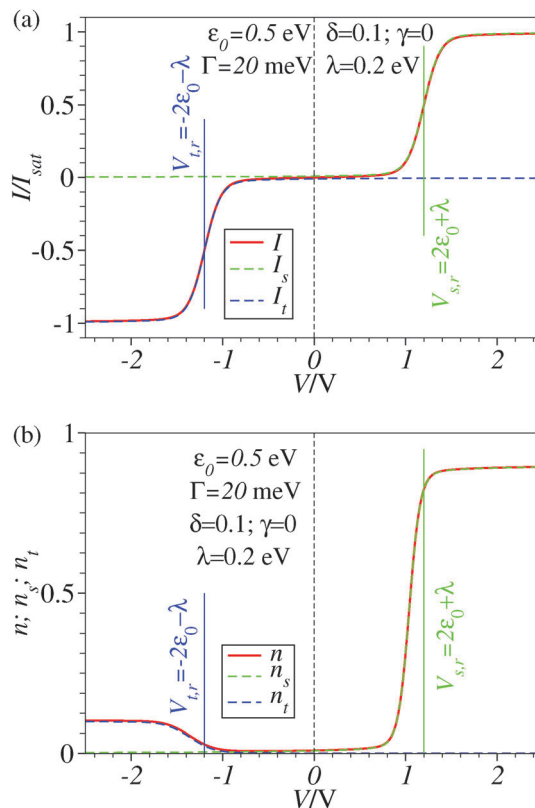 (a)
ε0=0.5 eV δ=0.1; γ=0
Γ=20 meV λ=0.2 eV
Vt,r=-2ε0−λ
Vs,r=2ε0+λ
I/Isat
1
0.5
0
-0.5
-1
I
Is
It
-2 -1 0 1 2
V/V
(b)
ε0=0.5 eV
Γ=20 meV
δ=0.1; γ=0
λ=0.2 eV
Vt,r=-2ε0−λ
Vs,r=2ε0+λ
n; ns; nt
1
0.5
0
n
ns
nt
-2 -1 0 1 2
V/V